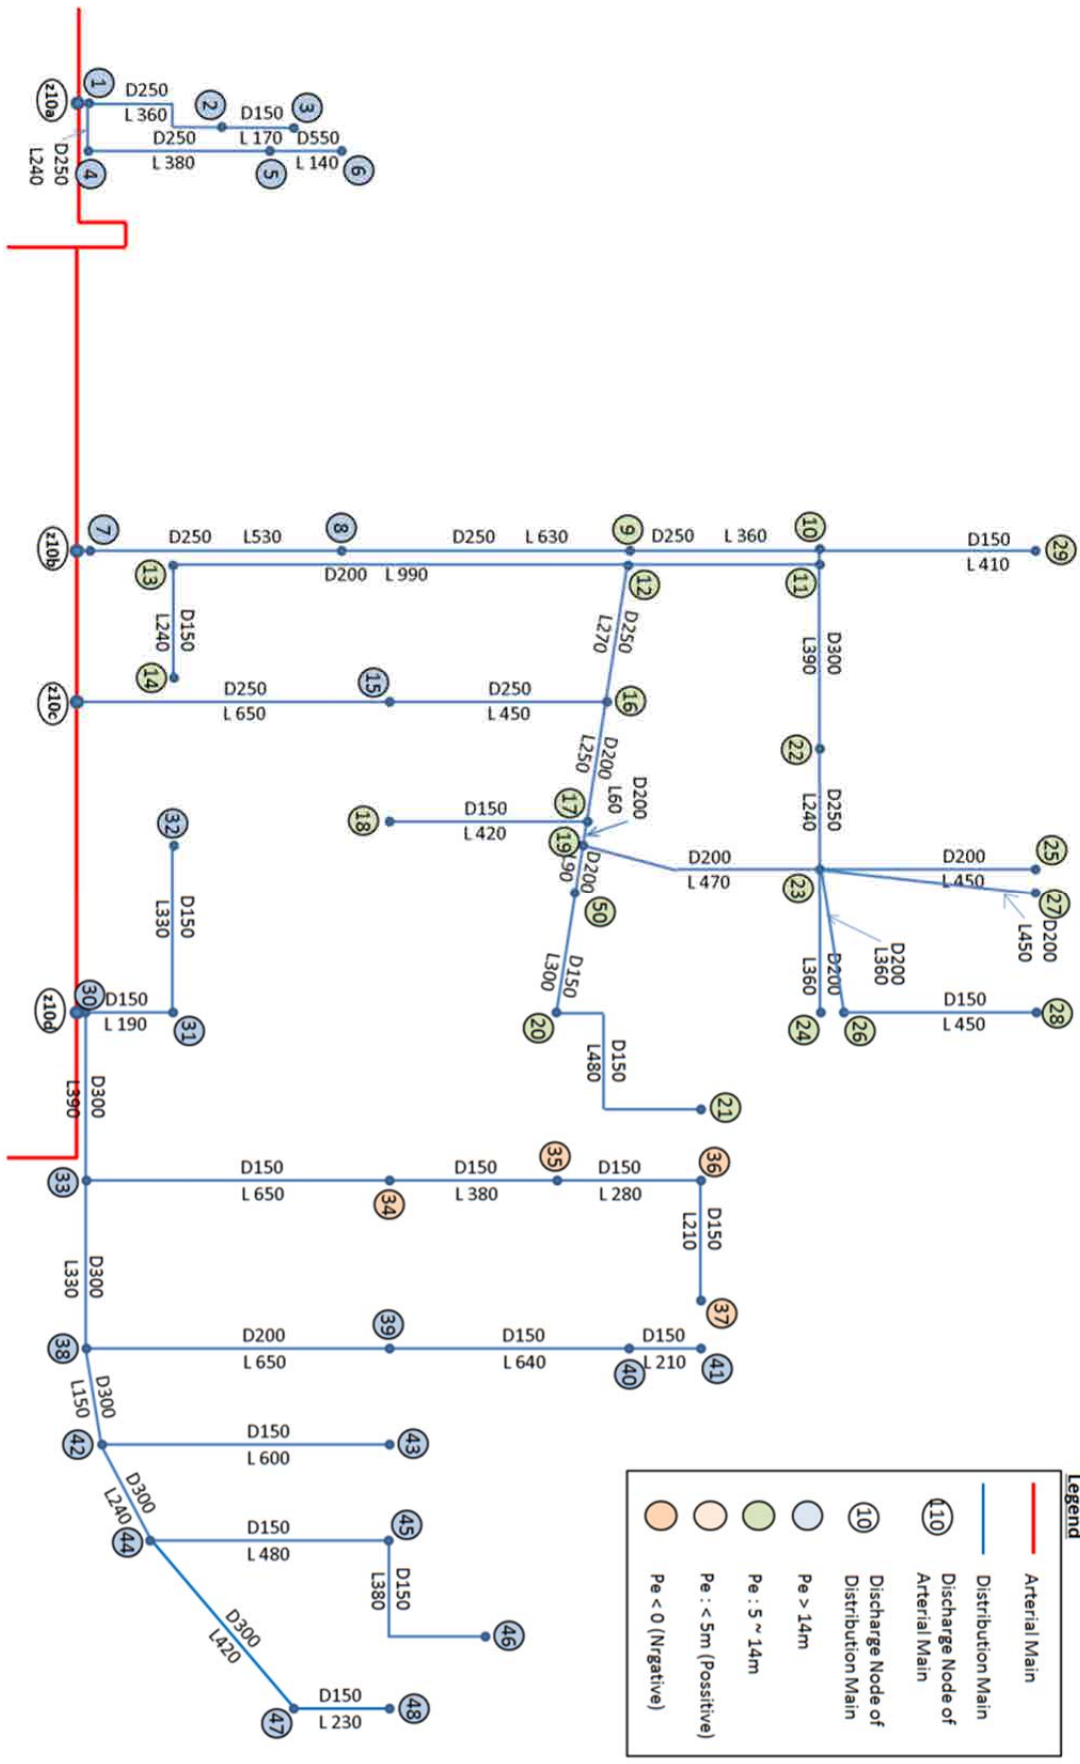 z10a
1
D250
L 360
2
D150
L 170
3
D250
L240
4
D250
L 380
5
D550
L 140
6
z10b
7
D250
L530
8
D250
L 630
9
D250
L 360
10
D150
L 410
29
13
D200
L 990
12
11
D150
L240
14
D250
L270
D300
L390
z10c
D250
L 650
15
D250
L 450
16
22
D200
L250
D200
L60
D250
L240
18
D150
L 420
17
19
D200
L90
50
D200
L 470
23
D200
L450
25
27
D200
L450
32
D150
L330
D150
L300
D200
L360
D200
L360
z10d
30
D150
L 190
31
20
24
26
D150
L 450
28
D150
L480
21
D300
L390
33
D150
L 650
34
D150
L 380
35
D150
L 280
36
D150
L210
37
D300
L330
38
D200
L 650
39
D150
L 640
40
D150
L 210
41
D300
L150
42
D150
L 600
43
D300
L240
44
D150
L 480
45
D150
L380
46
D300
L420
47
D150
L 230
48
Legend
Arterial Main
Distribution Main
110
Discharge Node of
Arterial Main
10
Discharge Node of
Distribution Main
Pe > 14m
Pe : 5 ~ 14m
Pe : < 5m (Possitive)
Pe < 0 (Nrgative)